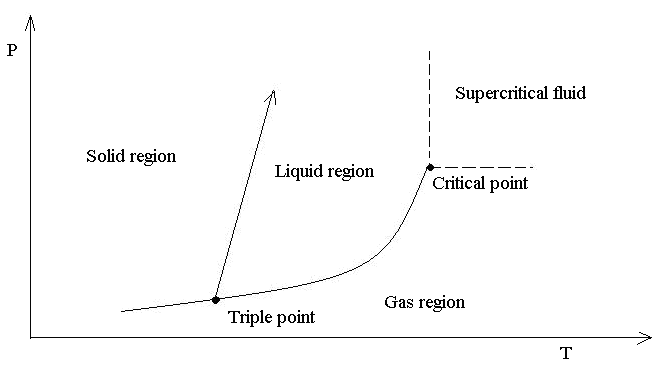 P
Supercritical fluid
Solid region
Liquid region
Critical point
Gas region
Triple point
T